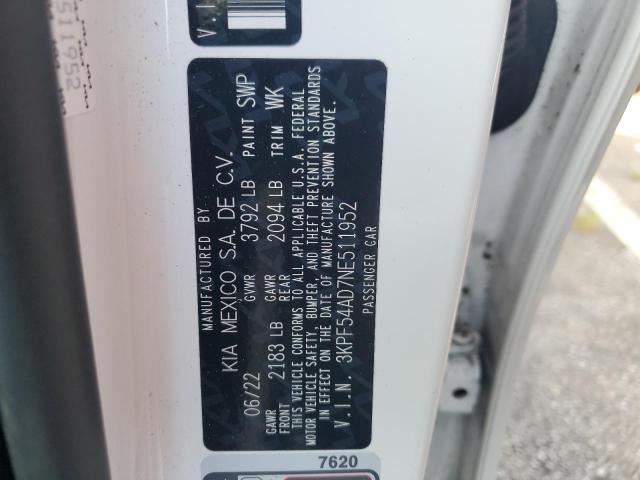 MANUFACTURED BY
KIA MEXICO S.A. DE C.V.
06/22 GVWR 3792 LB PAINT SWP
GAWR FRONT 2183 LB GAWR REAR 2094 LB TRIM WK
THIS VEHICLE CONFORMS TO ALL APPLICABLE U.S.A. FEDERAL
MOTOR VEHICLE SAFETY, BUMPER, AND THEFT PREVENTION STANDARDS
IN EFFECT ON THE DATE OF MANUFACTURE SHOWN ABOVE.
V.I.N. 3KPF54AD7NE511952
PASSENGER CAR
V.I
511952
7620